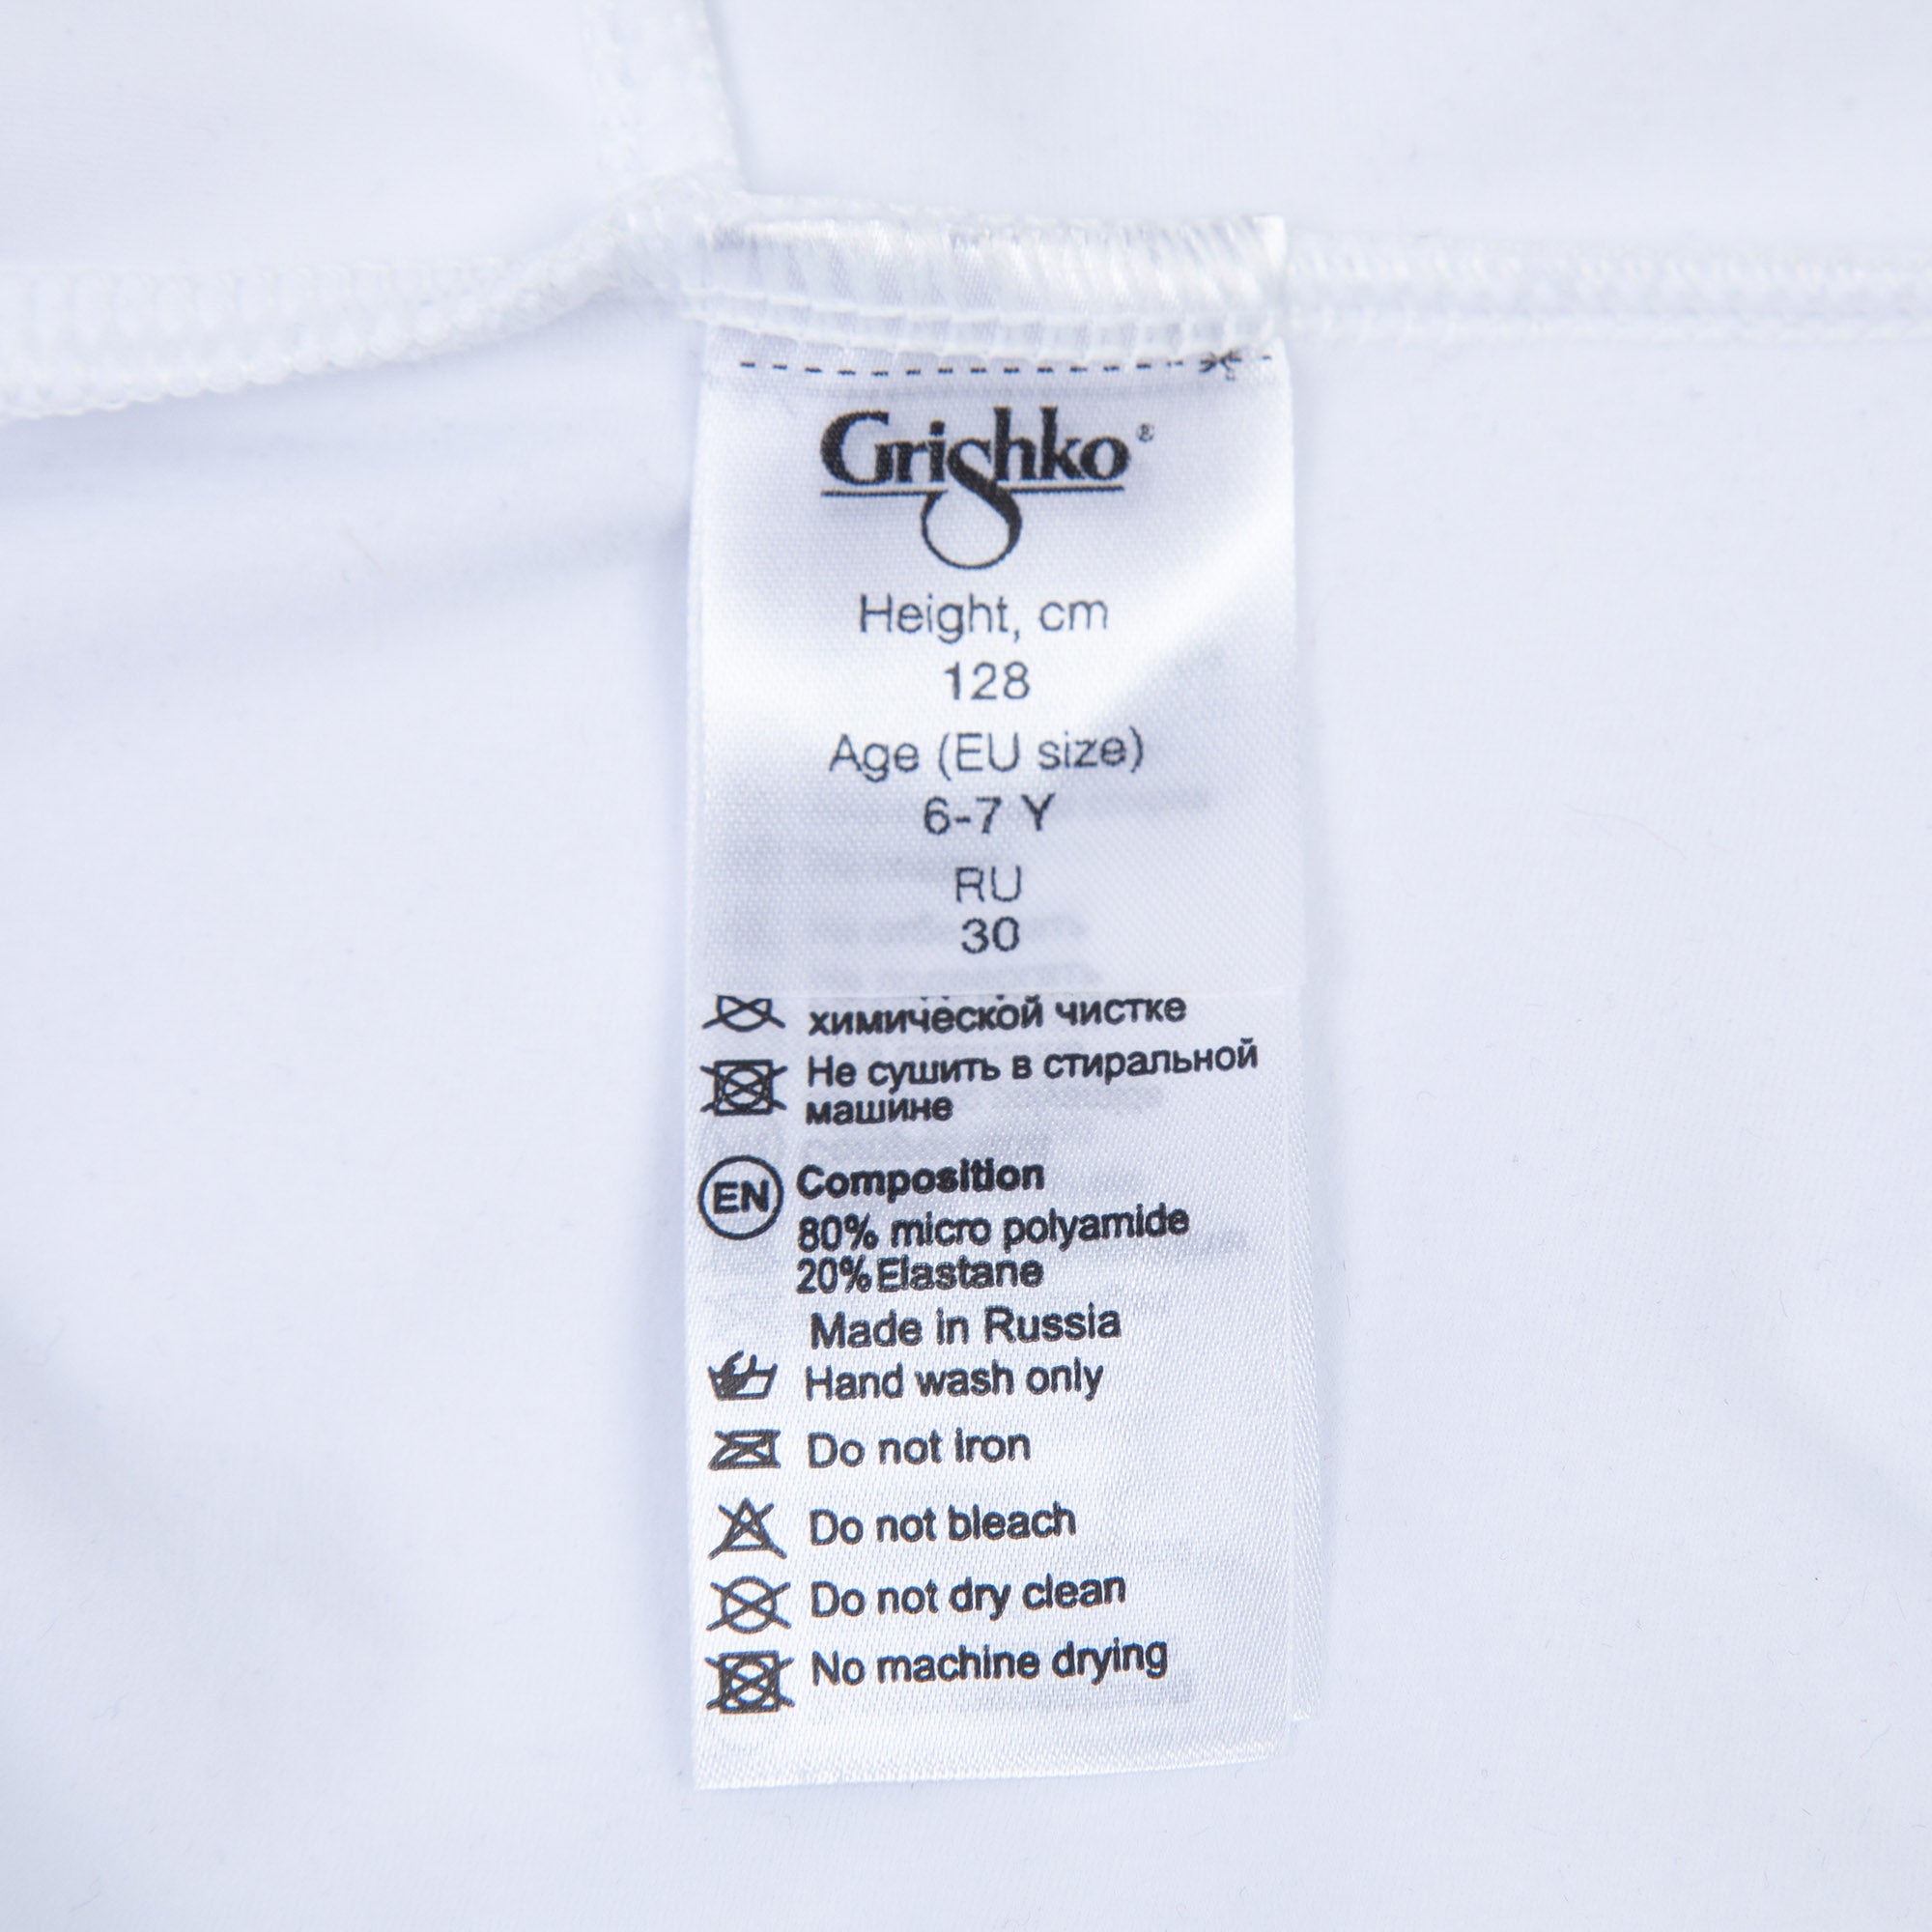 Grishko®
Height, cm
128
Age (EU size)
6-7 Y
RU
30
химической чистке
Не сушить в стиральной
машине
EN Composition
80% micro polyamide
20% Elastane
Made in Russia
Hand wash only
Do not iron
Do not bleach
Do not dry clean
No machine drying